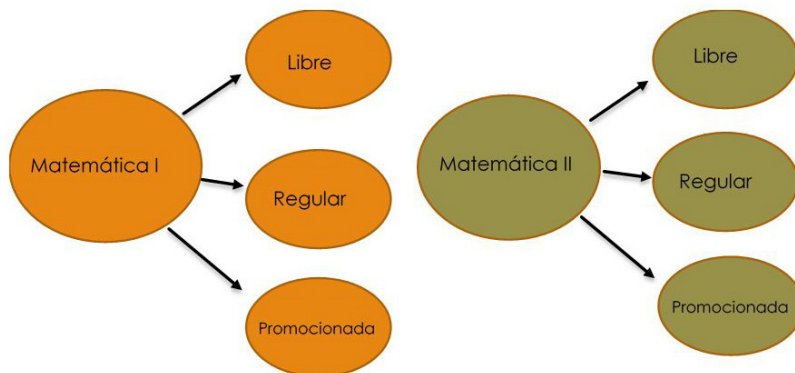 Matemática I
Libre
Regular
Promocionada
Matemática II
Libre
Regular
Promocionada